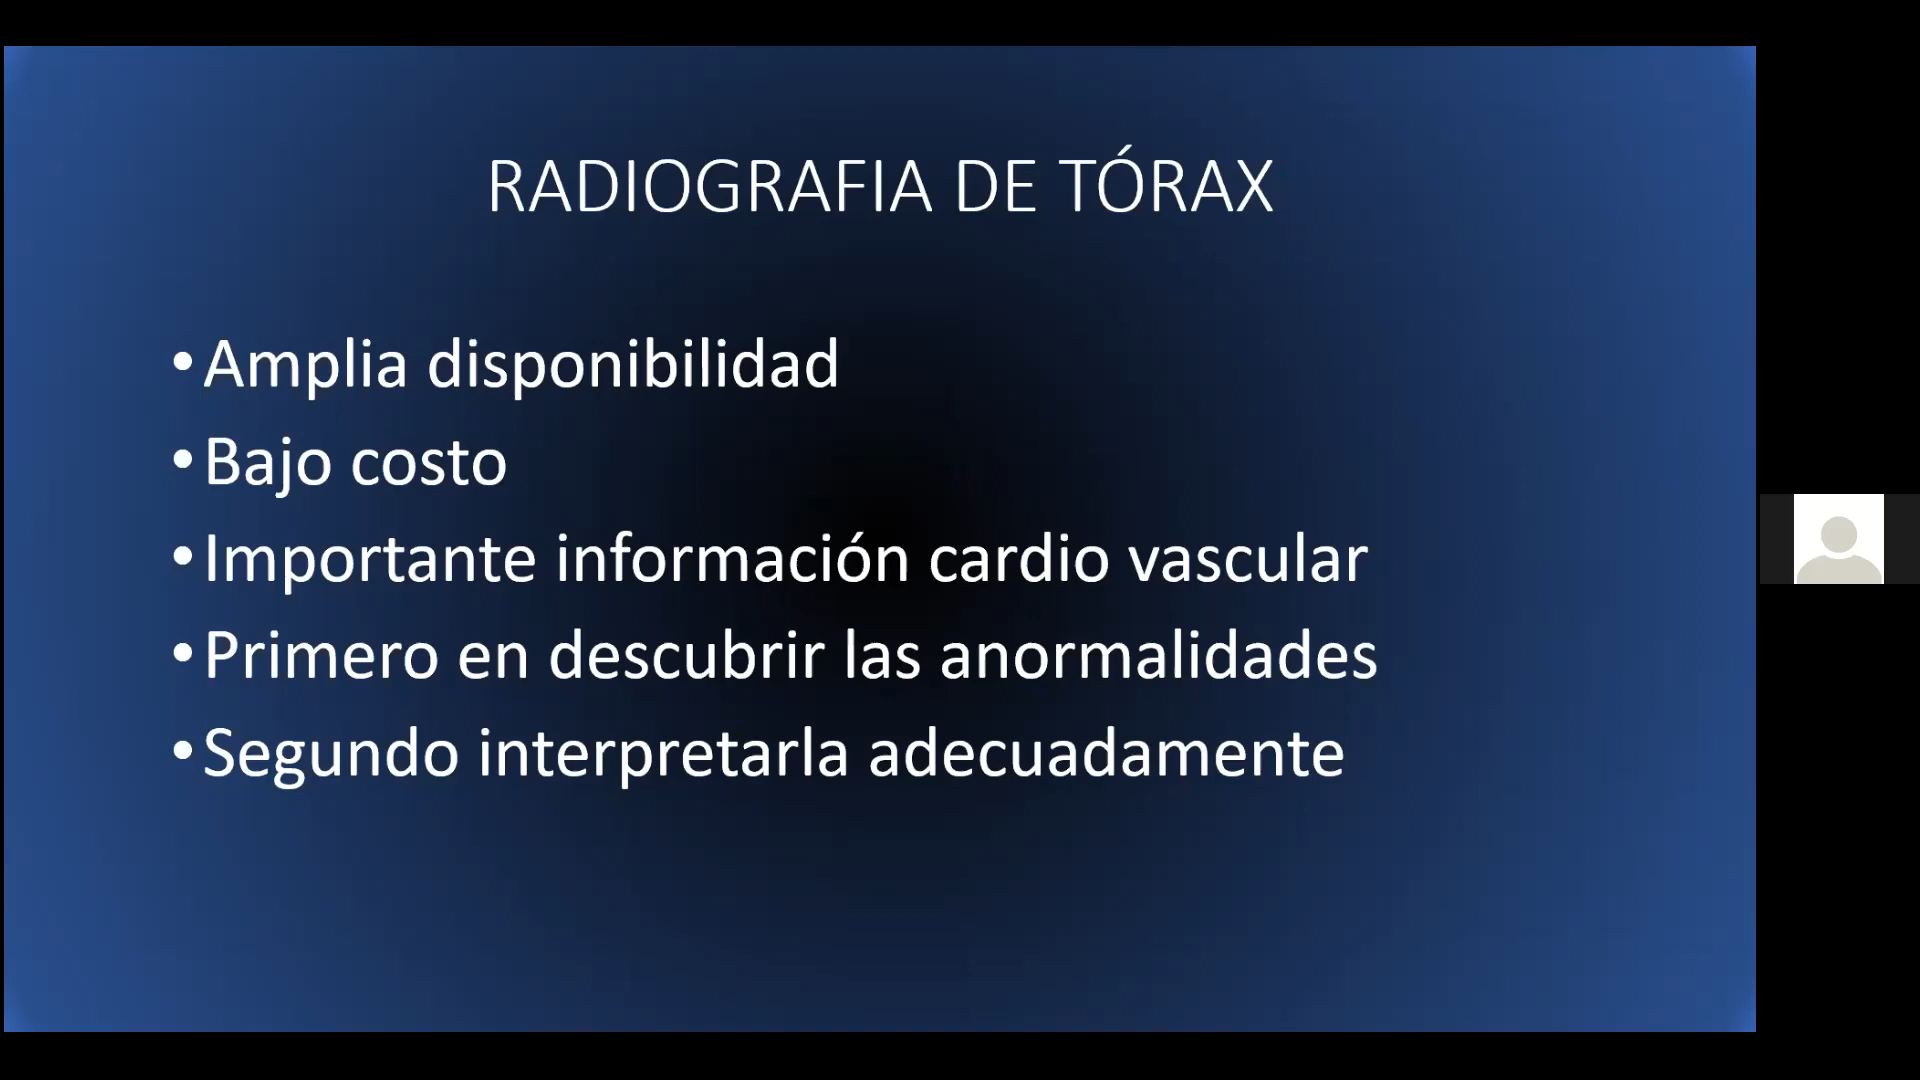 RADIOGRAFIA DE TÓRAX
•Amplia disponibilidad
•Bajo costo
•Importante información cardio vascular
•Primero en descubrir las anormalidades
•Segundo interpretarla adecuadamente